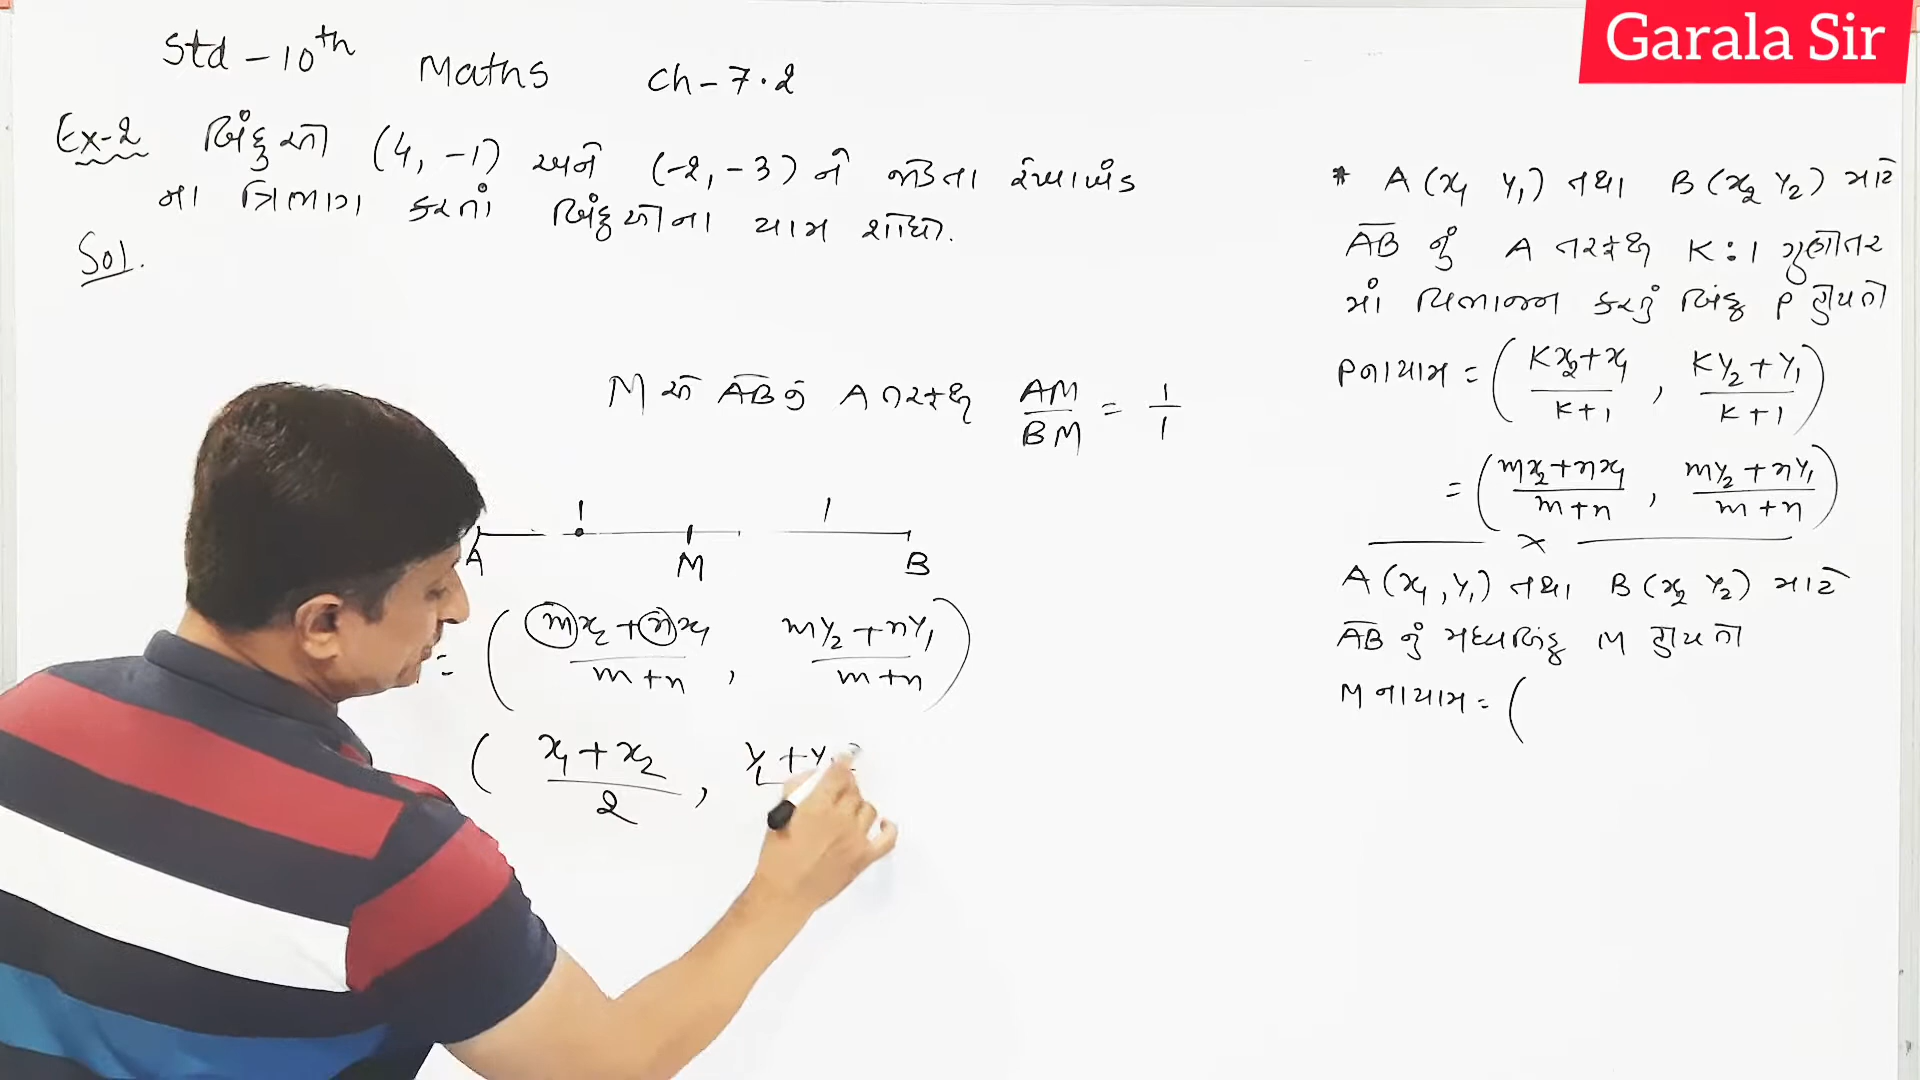 Garala Sir
Std - 10th Maths Ch - 7.2
Ex-2 બિંદુઓ (4, -1) અને (-2, -3) ને જોડતા રેખાખંડ
ના ત્રિભાગ કરતાં બિંદુઓના યામ શોધો.
Sol.
M એ AB નું A તરફથી AM/BM = 1/1
1 1
A M B
= ( (mx₂ + nx₁)/(m + n) , (my₂ + ny₁)/(m + n) )
( (x₁ + x₂)/2 , y₁ + y
* A (x₁ y₁) તથા B (x₂ y₂) માટે
AB નું A તરફથી K : 1 ગુણોત્તર
માં વિભાજન કરતું બિંદુ P હોય તો
P ના યામ = ( (Kx₂ + x₁)/(K + 1) , (Ky₂ + y₁)/(K + 1) )
= ( (mx₂ + nx₁)/(m + n) , (my₂ + ny₁)/(m + n) )
A (x₁, y₁) તથા B (x₂ y₂) માટે
AB નું મધ્યબિંદુ M હોય તો
M ના યામ = (